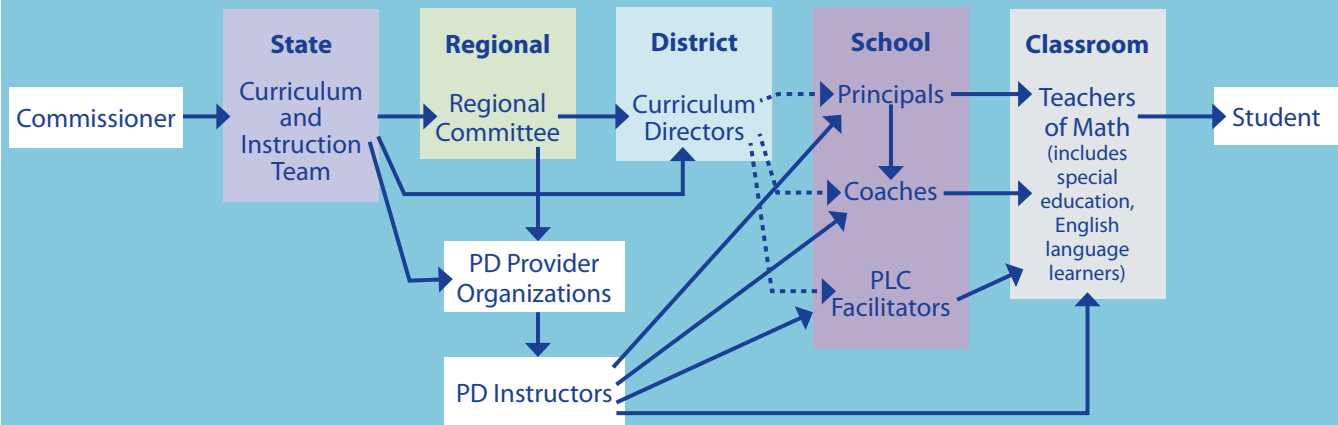 Commissioner
State
Curriculum
and
Instruction
Team
Regional
Regional
Committee
District
Curriculum
Directors
School
Principals
Coaches
PLC
Facilitators
Classroom
Teachers
of Math
(includes
special
education,
English
language
learners)
Student
PD Provider
Organizations
PD Instructors